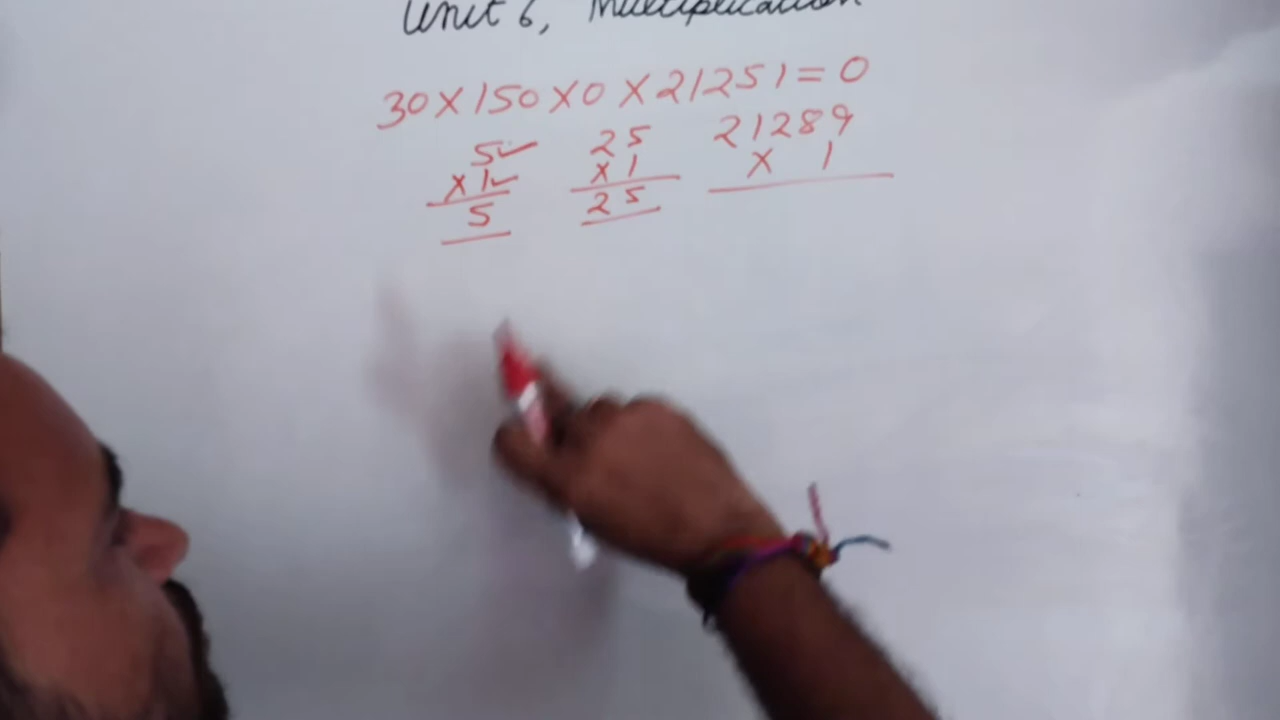 Unit 6, Multiplication
30 X 150 X 0 X 21251 = 0
5✓ 25 21289
X 1✓ X 1 X 1
5 25